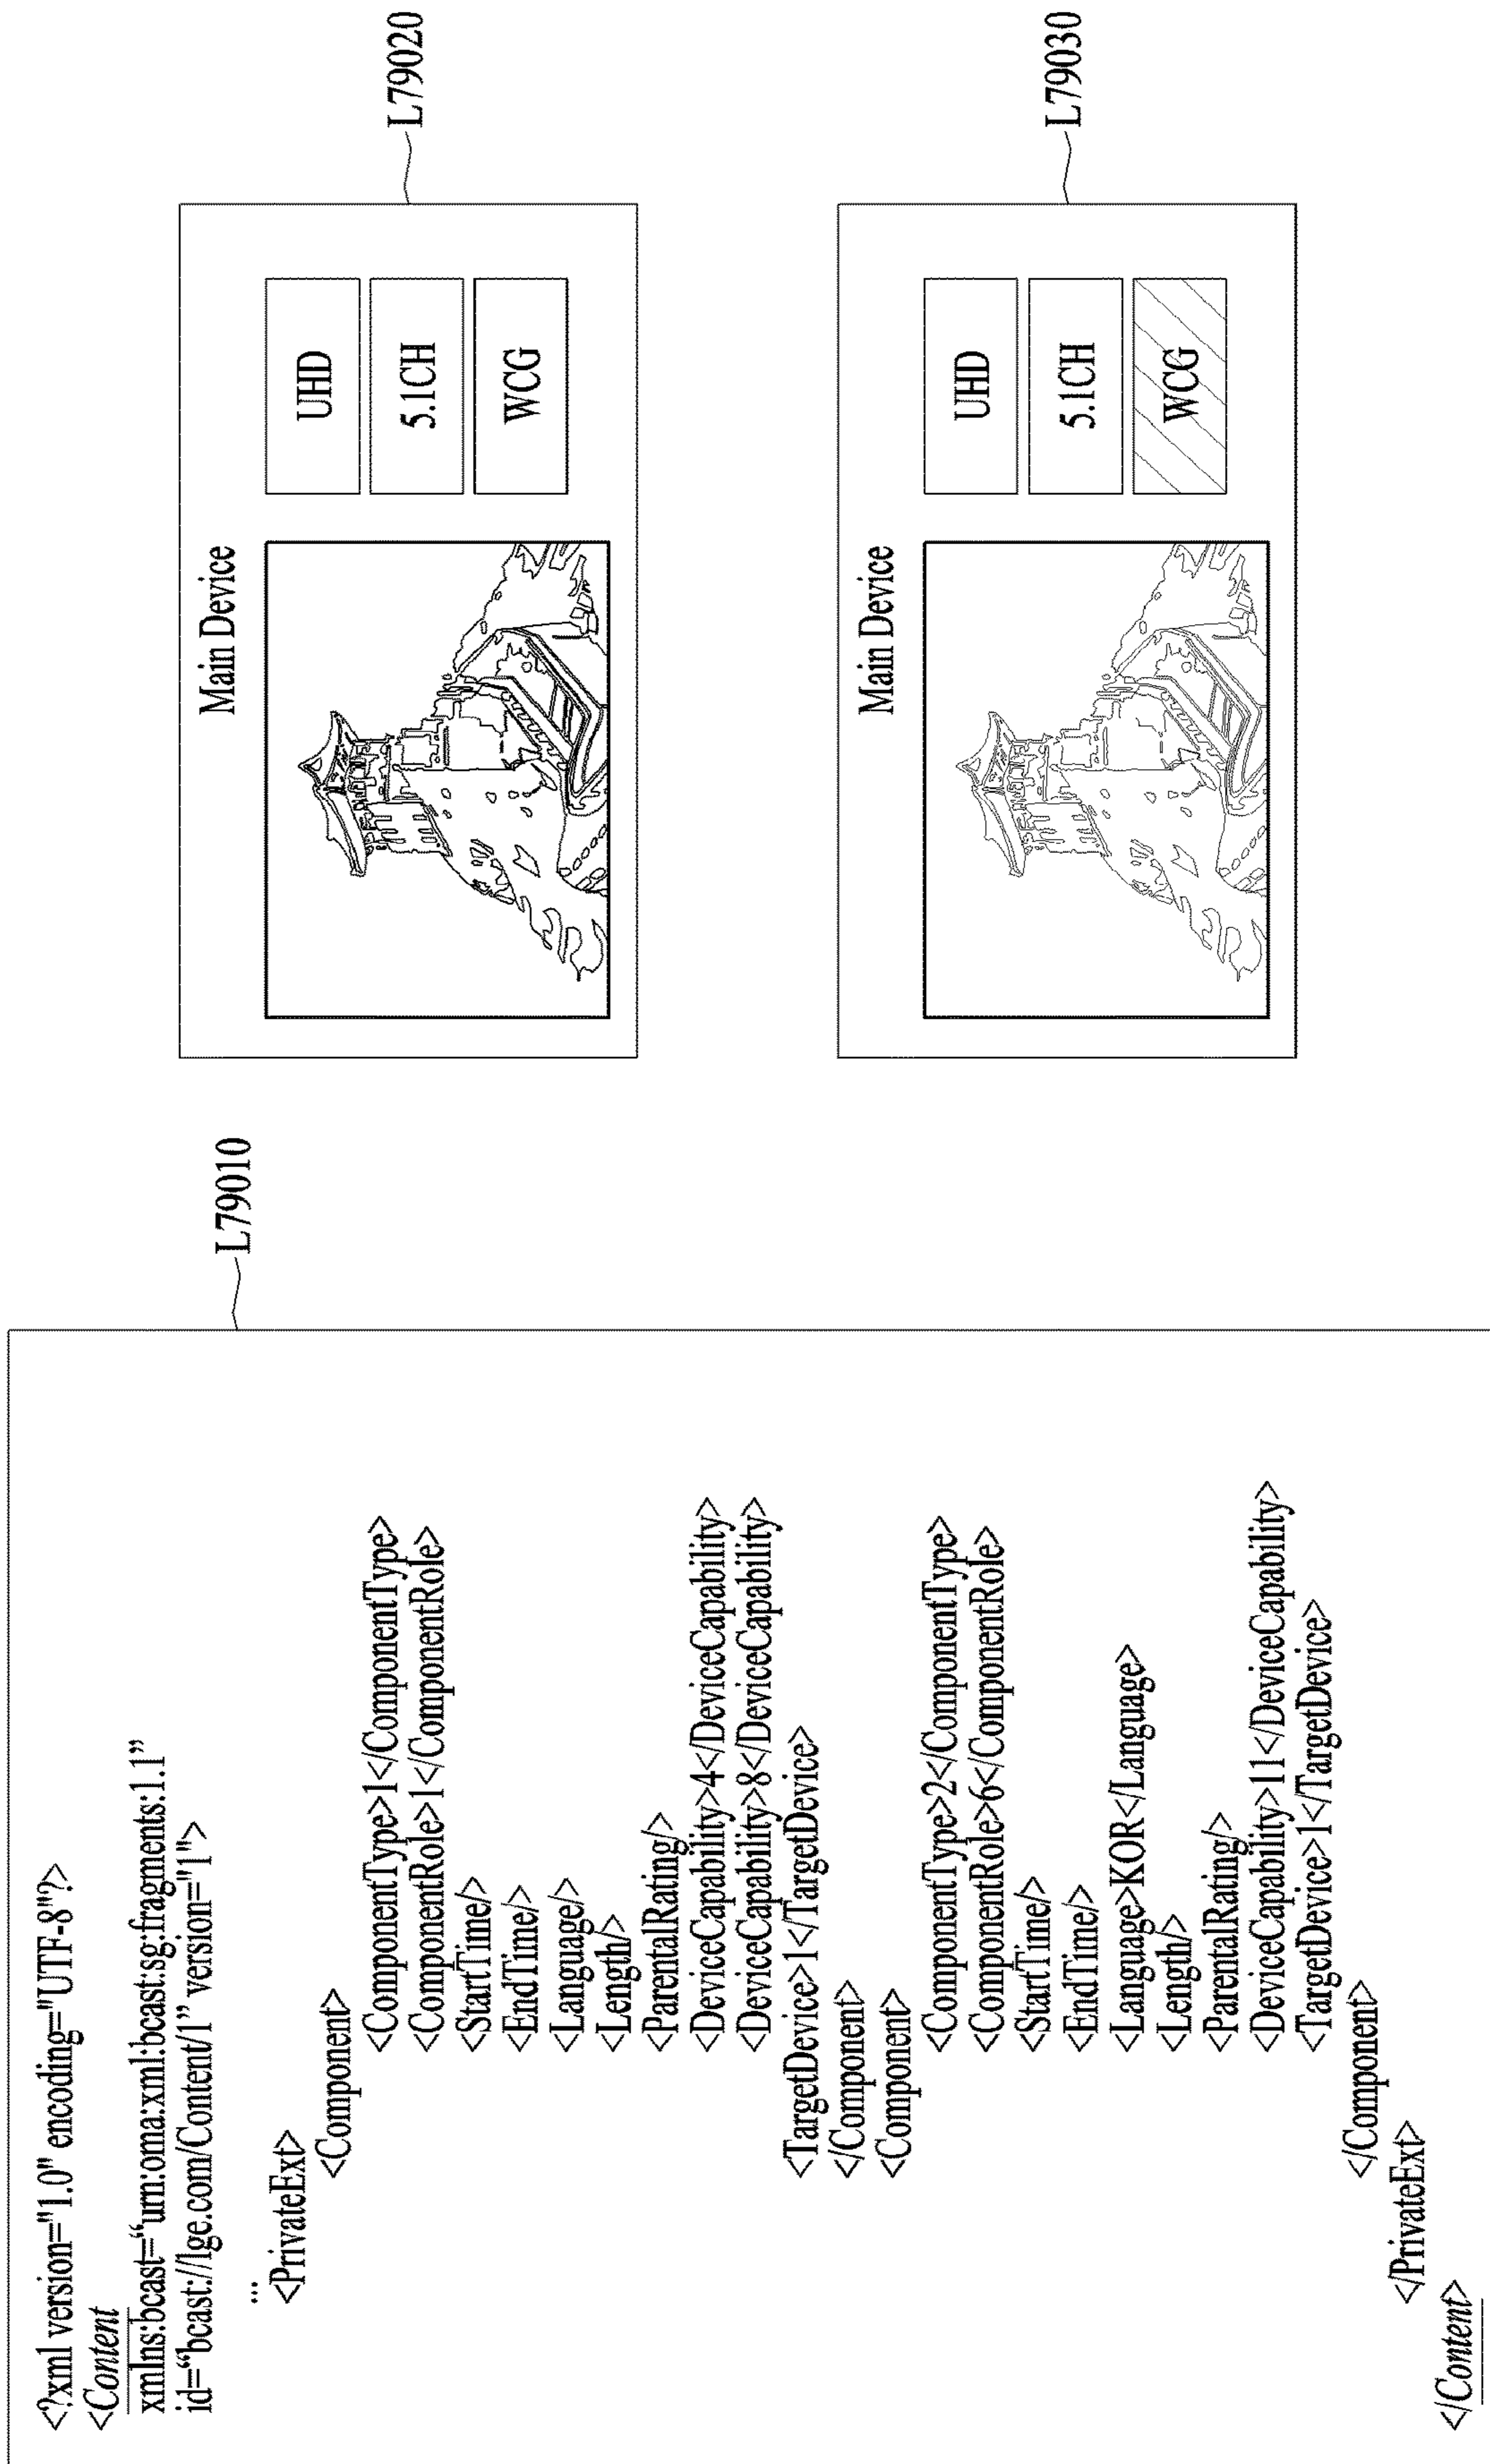 L79010
<?xml version="1.0" encoding="UTF-8"?>
<Content
xmlns:bcast=“urn:oma:xml:bcast:sg:fragments:1.1”
id=“bcast://lge.com/Content/1” version="1">
...
<PrivateExt>
<Component>
<ComponentType>1</ComponentType>
<ComponentRole>1</ComponentRole>
<StartTime/>
<EndTime/>
<Language/>
<Length/>
<ParentalRating/>
<DeviceCapability>4</DeviceCapability>
<DeviceCapability>8</DeviceCapability>
<TargetDevice>1</TargetDevice>
</Component>
<Component>
<ComponentType>2</ComponentType>
<ComponentRole>6</ComponentRole>
<StartTime/>
<EndTime/>
<Language>KOR</Language>
<Length/>
<ParentalRating/>
<DeviceCapability>11</DeviceCapability>
<TargetDevice>1</TargetDevice>
</Component>
</PrivateExt>
</Content>
L79020
Main Device
UHD
5.1CH
WCG
L79030
Main Device
UHD
5.1CH
WCG